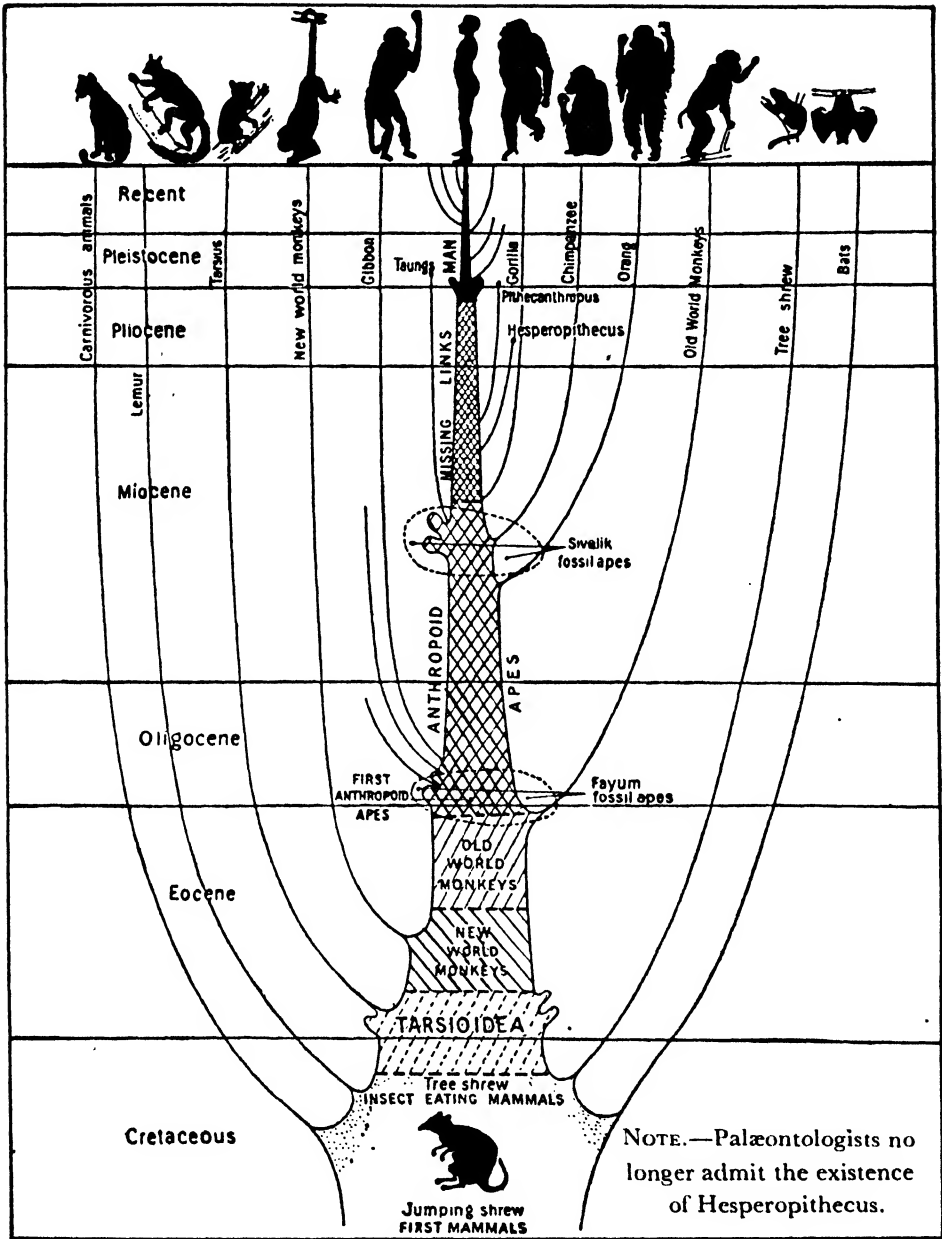 Recent
Pleistocene
Pliocene
Miocene
Oligocene
Eocene
Cretaceous
Carnivorous animals
Lemur
Tarsius
New world monkeys
Gibbon
Taungs
MAN
Gorilla
Chimpanzee
Orang
Old World Monkeys
Tree shrew
Bats
Pithecanthropus
Hesperopithecus
MISSING LINKS
Sivalik
fossil apes
ANTHROPOID
APES
FIRST
ANTHROPOID
APES
Fayum
fossil apes
OLD
WORLD
MONKEYS
NEW
WORLD
MONKEYS
TARSIOIDEA
Tree shrew
INSECT EATING MAMMALS
Jumping shrew
FIRST MAMMALS
NOTE.—Palæontologists no
longer admit the existence
of Hesperopithecus.